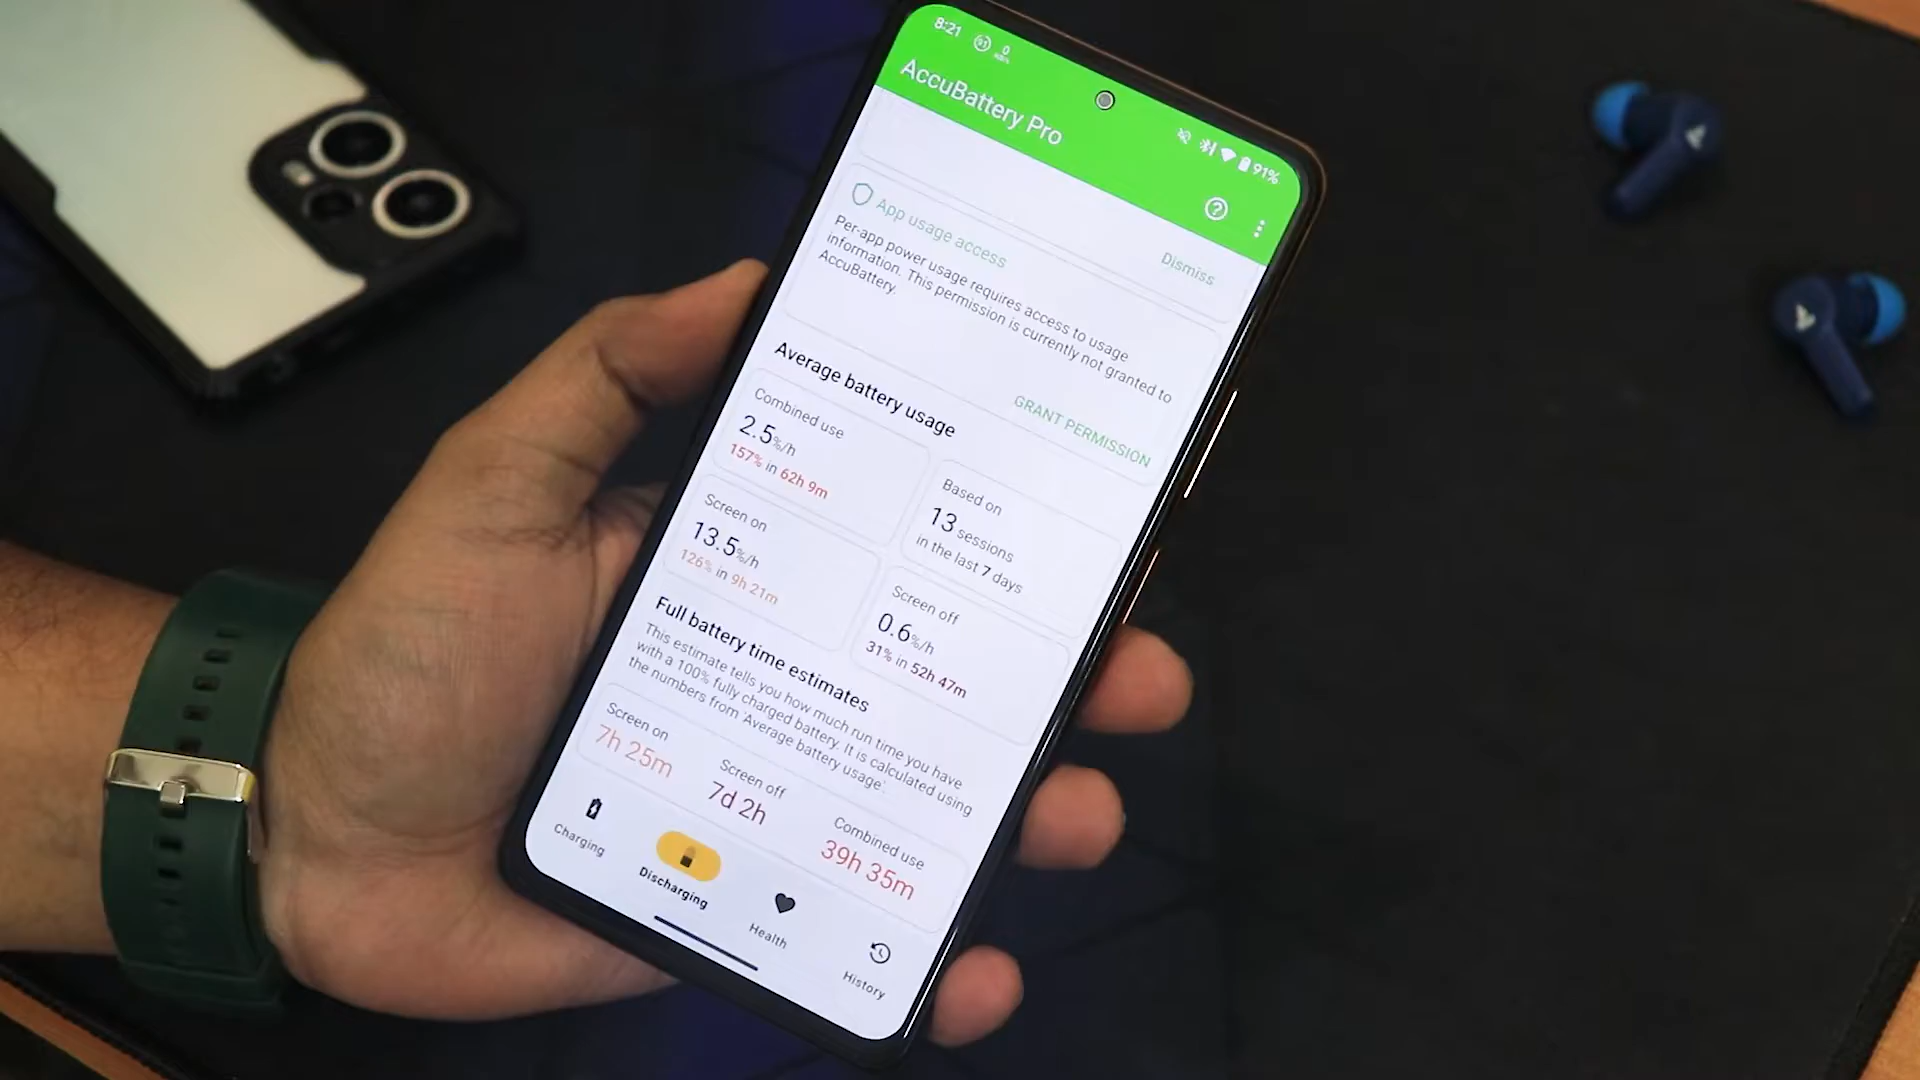 8:21 91 0 91%
AccuBattery Pro
App usage access
Dismiss
Per-app power usage requires access to usage
information. This permission is currently not granted to
AccuBattery.
GRANT PERMISSION
Average battery usage
Combined use
2.5%/h
157% in 62h 9m
Based on
13 sessions
in the last 7 days
Screen on
13.5%/h
126% in 9h 21m
Screen off
0.6%/h
31% in 52h 47m
Full battery time estimates
This estimate tells you how much run time you have
with a 100% fully charged battery. It is calculated using
the numbers from 'Average battery usage'.
Screen on
7h 25m
Screen off
7d 2h
Combined use
39h 35m
Charging
Discharging
Health
History